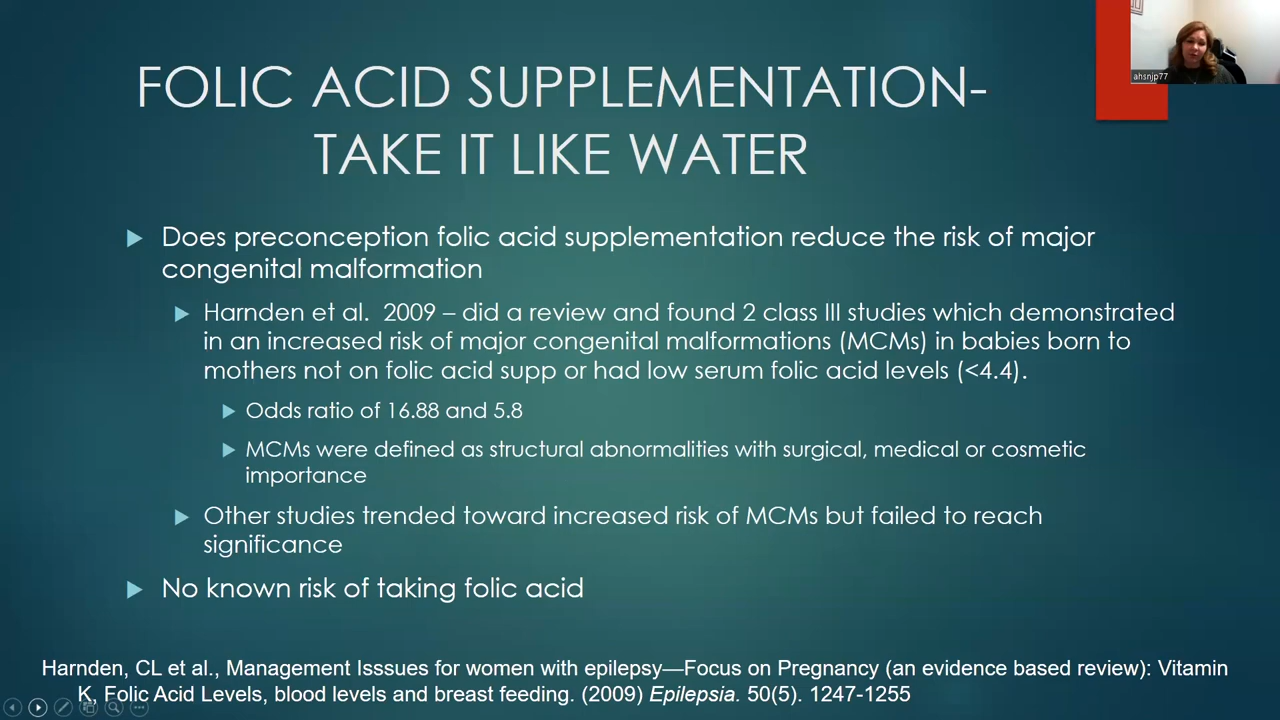 ahsnjp77
FOLIC ACID SUPPLEMENTATION-
TAKE IT LIKE WATER
Does preconception folic acid supplementation reduce the risk of major
congenital malformation
Harnden et al. 2009 – did a review and found 2 class III studies which demonstrated
in an increased risk of major congenital malformations (MCMs) in babies born to
mothers not on folic acid supp or had low serum folic acid levels (<4.4).
Odds ratio of 16.88 and 5.8
MCMs were defined as structural abnormalities with surgical, medical or cosmetic
importance
Other studies trended toward increased risk of MCMs but failed to reach
significance
No known risk of taking folic acid
Harnden, CL et al., Management Isssues for women with epilepsy—Focus on Pregnancy (an evidence based review): Vitamin
K, Folic Acid Levels, blood levels and breast feeding. (2009) Epilepsia. 50(5). 1247-1255